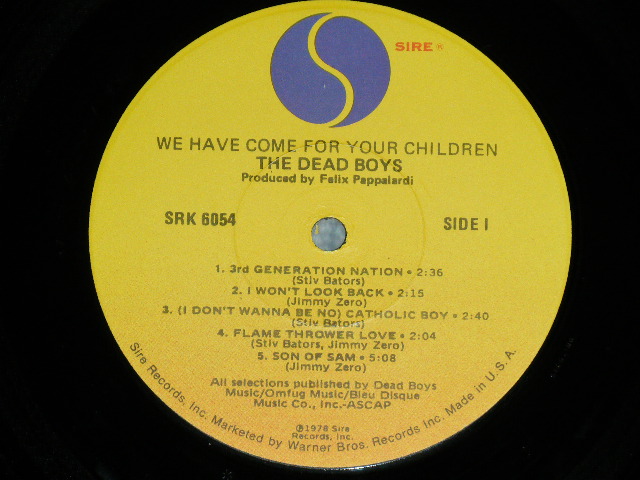 SIRE ®
WE HAVE COME FOR YOUR CHILDREN
THE DEAD BOYS
Produced by Felix Pappalardi
SRK 6054
SIDE I
1. 3rd GENERATION NATION • 2:36
(Stiv Bators)
2. I WON'T LOOK BACK • 2:15
(Jimmy Zero)
3. (I DON'T WANNA BE NO) CATHOLIC BOY • 2:40
(Stiv Bators)
4. FLAME THROWER LOVE • 2:04
(Stiv Bators, Jimmy Zero)
5. SON OF SAM • 5:08
(Jimmy Zero)
All selections published by Dead Boys
Music/Omfug Music/Bleu Disque
Music Co., Inc.-ASCAP
℗1978 Sire
Records, Inc.
Sire Records, Inc. Marketed by Warner Bros. Records Inc. Made in U.S.A.